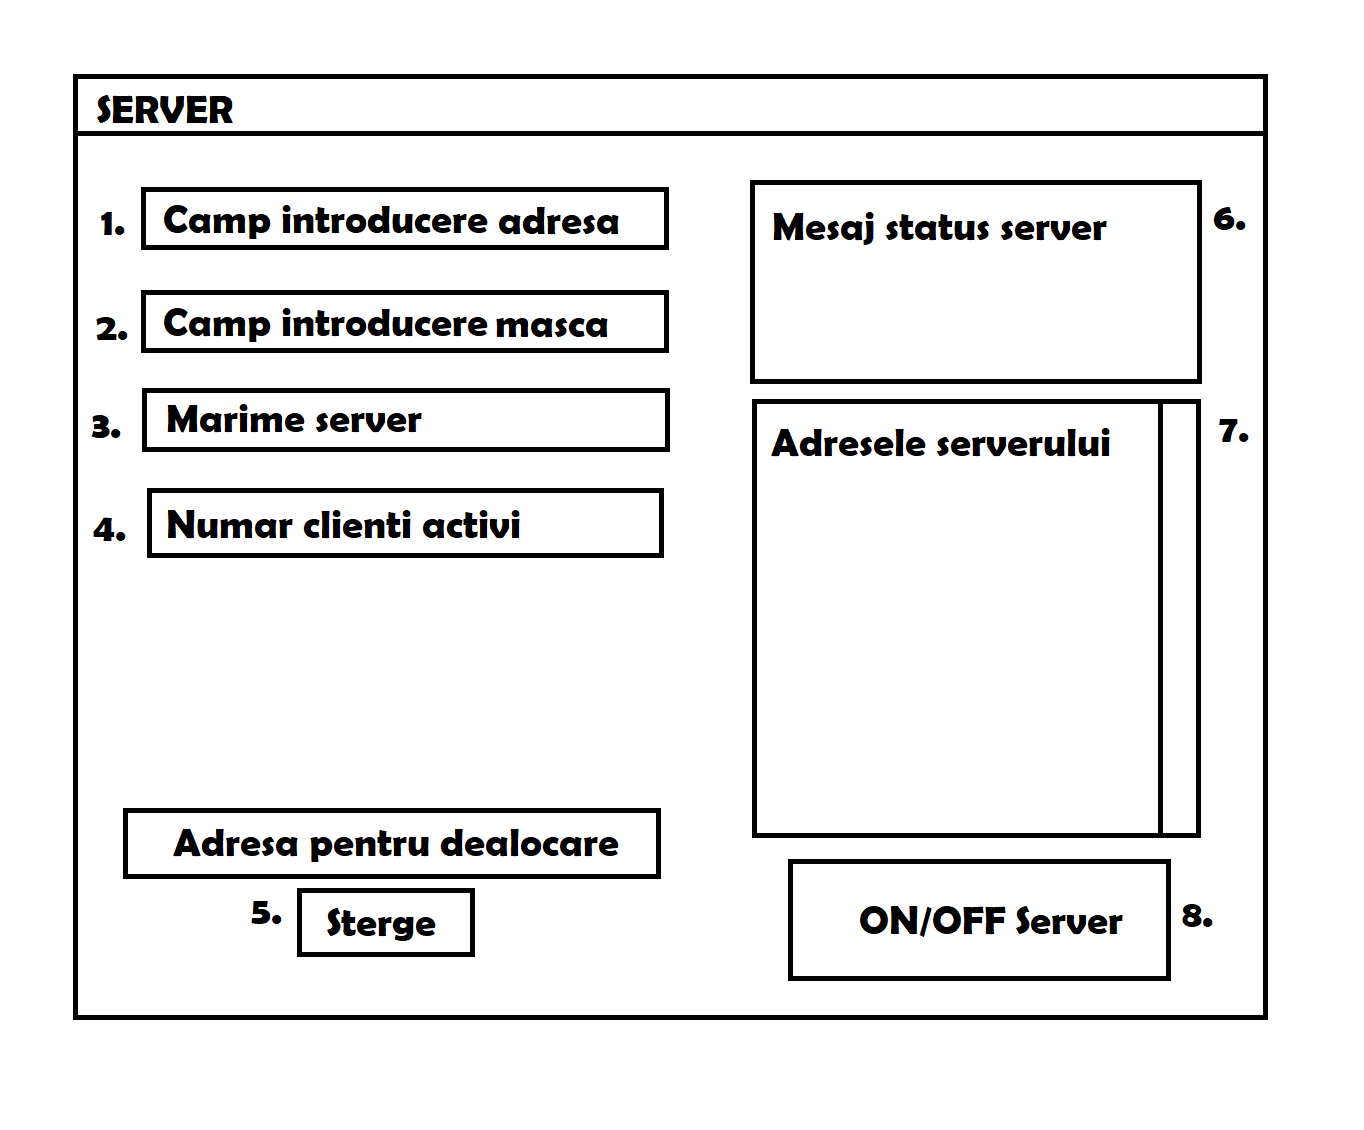 SERVER
1. Camp introducere adresa
2. Camp introducere masca
3. Marime server
4. Numar clienti activi
Adresa pentru dealocare
5. Sterge
Mesaj status server 6.
Adresele serverului 7.
ON/OFF Server 8.